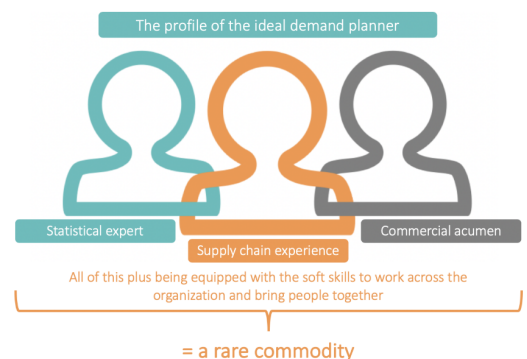 The profile of the ideal demand planner
Statistical expert
Supply chain experience
Commercial acumen
All of this plus being equipped with the soft skills to work across the
organization and bring people together
= a rare commodity